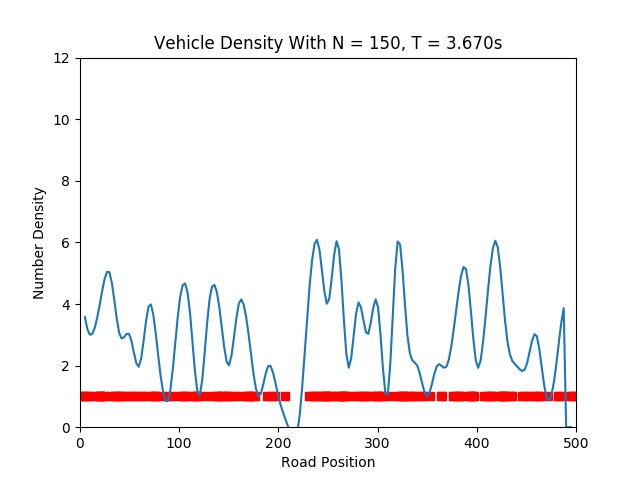 Vehicle Density With N = 150, T = 3.670s
12
10
8
6
4
2
0
Number Density
0 100 200 300 400 500
Road Position